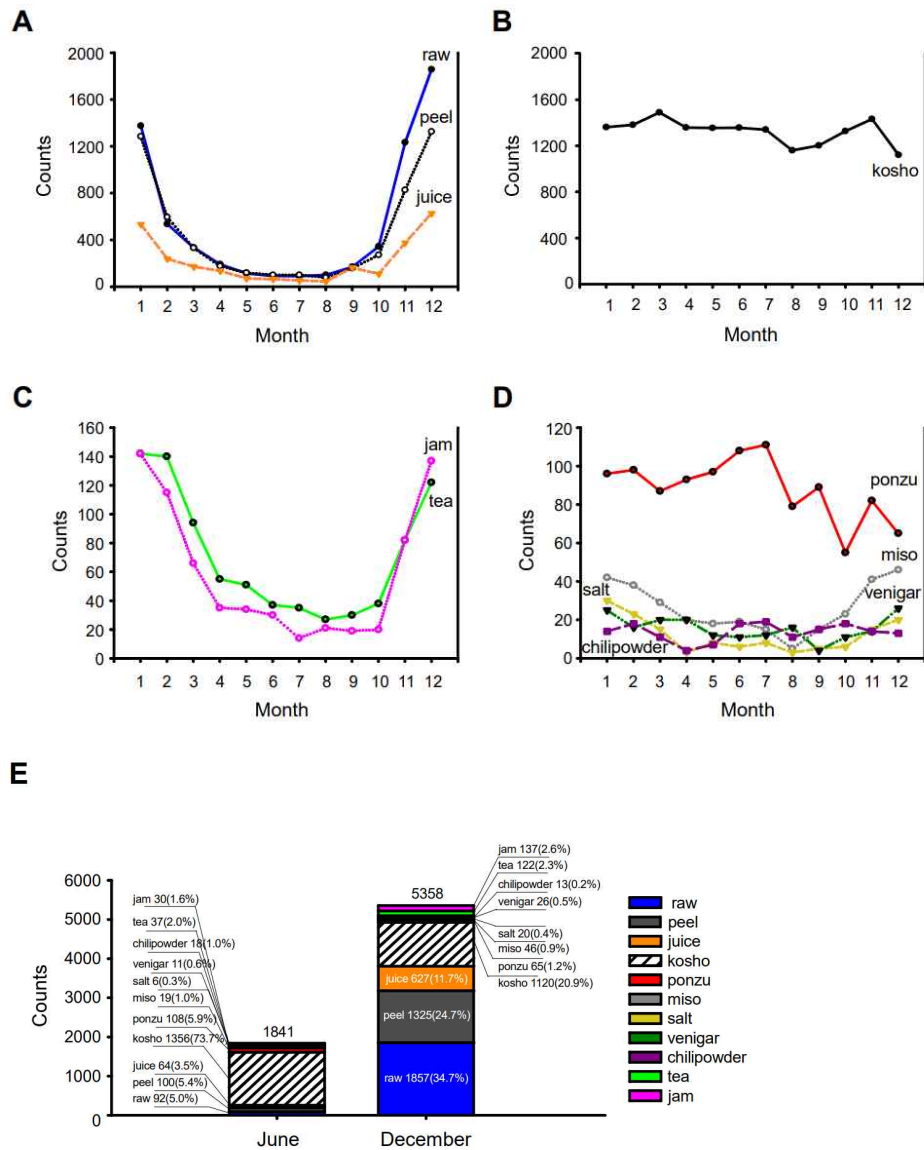 A
B
2000
1600
1200
800
400
0
Counts
raw
peel
juice
1 2 3 4 5 6 7 8 9 10 11 12
Month
2000
1600
1200
800
400
0
Counts
kosho
1 2 3 4 5 6 7 8 9 10 11 12
Month
C
D
160
140
120
100
80
60
40
20
0
Counts
jam
tea
1 2 3 4 5 6 7 8 9 10 11 12
Month
120
100
80
60
40
20
0
Counts
ponzu
miso
venigar
salt
chilipowder
1 2 3 4 5 6 7 8 9 10 11 12
Month
E
6000
5000
4000
3000
2000
1000
0
Counts
jam 30(1.6%)
tea 37(2.0%)
chilipowder 18(1.0%)
venigar 11(0.6%)
salt 6(0.3%)
miso 19(1.0%)
ponzu 108(5.9%)
kosho 1356(73.7%)
juice 64(3.5%)
peel 100(5.4%)
raw 92(5.0%)
1841
June
5358
juice 627(11.7%)
peel 1325(24.7%)
raw 1857(34.7%)
December
jam 137(2.6%)
tea 122(2.3%)
chilipowder 13(0.2%)
venigar 26(0.5%)
salt 20(0.4%)
miso 46(0.9%)
ponzu 65(1.2%)
kosho 1120(20.9%)
raw
peel
juice
kosho
ponzu
miso
salt
venigar
chilipowder
tea
jam